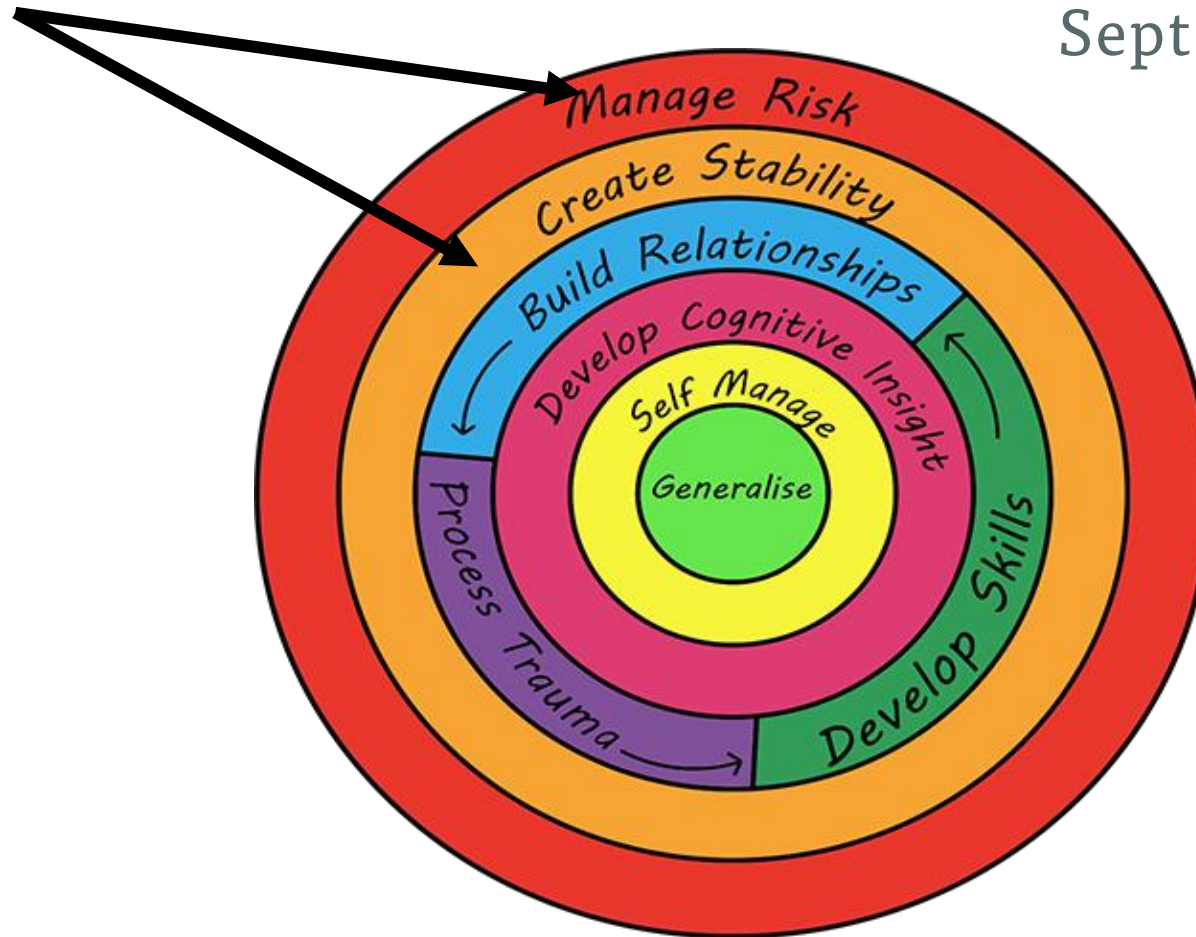 Sept
Manage Risk
Create Stability
Build Relationships
Develop Cognitive Insight
Self Manage
Generalise
Process Trauma
Develop Skills